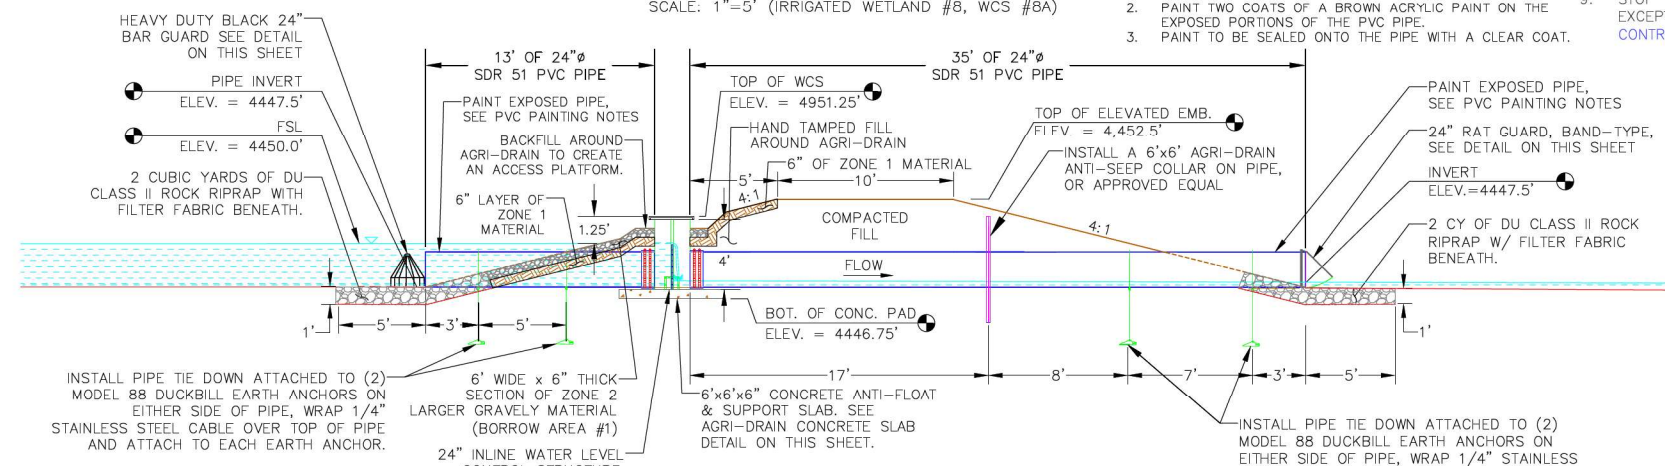 SCALE: 1"=5' (IRRIGATED WETLAND #8, WCS #8A)
2. PAINT TWO COATS OF A BROWN ACRYLIC PAINT ON THE
EXPOSED PORTIONS OF THE PVC PIPE.
3. PAINT TO BE SEALED ONTO THE PIPE WITH A CLEAR COAT.
9. STOP
EXCEPT
CONTR
HEAVY DUTY BLACK 24"
BAR GUARD SEE DETAIL
ON THIS SHEET
PIPE INVERT
ELEV. = 4447.5'
FSL
ELEV. = 4450.0'
2 CUBIC YARDS OF DU
CLASS II ROCK RIPRAP WITH
FILTER FABRIC BENEATH.
13' OF 24"ø
SDR 51 PVC PIPE
PAINT EXPOSED PIPE,
SEE PVC PAINTING NOTES
BACKFILL AROUND
AGRI-DRAIN TO CREATE
AN ACCESS PLATFORM.
6" LAYER OF
ZONE 1
MATERIAL
1.25'
35' OF 24"ø
SDR 51 PVC PIPE
TOP OF WCS
ELEV. = 4951.25'
HAND TAMPED FILL
AROUND AGRI-DRAIN
6" OF ZONE 1 MATERIAL
5'
10'
4:1
COMPACTED
FILL
4'
FLOW
TOP OF ELEVATED EMB.
ELEV = 4,452.5'
INSTALL A 6'x6' AGRI-DRAIN
ANTI-SEEP COLLAR ON PIPE,
OR APPROVED EQUAL
4:1
PAINT EXPOSED PIPE,
SEE PVC PAINTING NOTES
24" RAT GUARD, BAND-TYPE,
SEE DETAIL ON THIS SHEET
INVERT
ELEV.=4447.5'
2 CY OF DU CLASS II ROCK
RIPRAP W/ FILTER FABRIC
BENEATH.
1'
5'
3'
5'
BOT. OF CONC. PAD
ELEV. = 4446.75'
1'
17'
8'
7'
3'
5'
INSTALL PIPE TIE DOWN ATTACHED TO (2)
MODEL 88 DUCKBILL EARTH ANCHORS ON
EITHER SIDE OF PIPE, WRAP 1/4"
STAINLESS STEEL CABLE OVER TOP OF PIPE
AND ATTACH TO EACH EARTH ANCHOR.
6' WIDE x 6" THICK
SECTION OF ZONE 2
LARGER GRAVELY MATERIAL
(BORROW AREA #1)
24" INLINE WATER LEVEL
CONTROL STRUCTURE
6'x6'x6" CONCRETE ANTI-FLOAT
& SUPPORT SLAB. SEE
AGRI-DRAIN CONCRETE SLAB
DETAIL ON THIS SHEET.
INSTALL PIPE TIE DOWN ATTACHED TO (2)
MODEL 88 DUCKBILL EARTH ANCHORS ON
EITHER SIDE OF PIPE, WRAP 1/4" STAINLESS